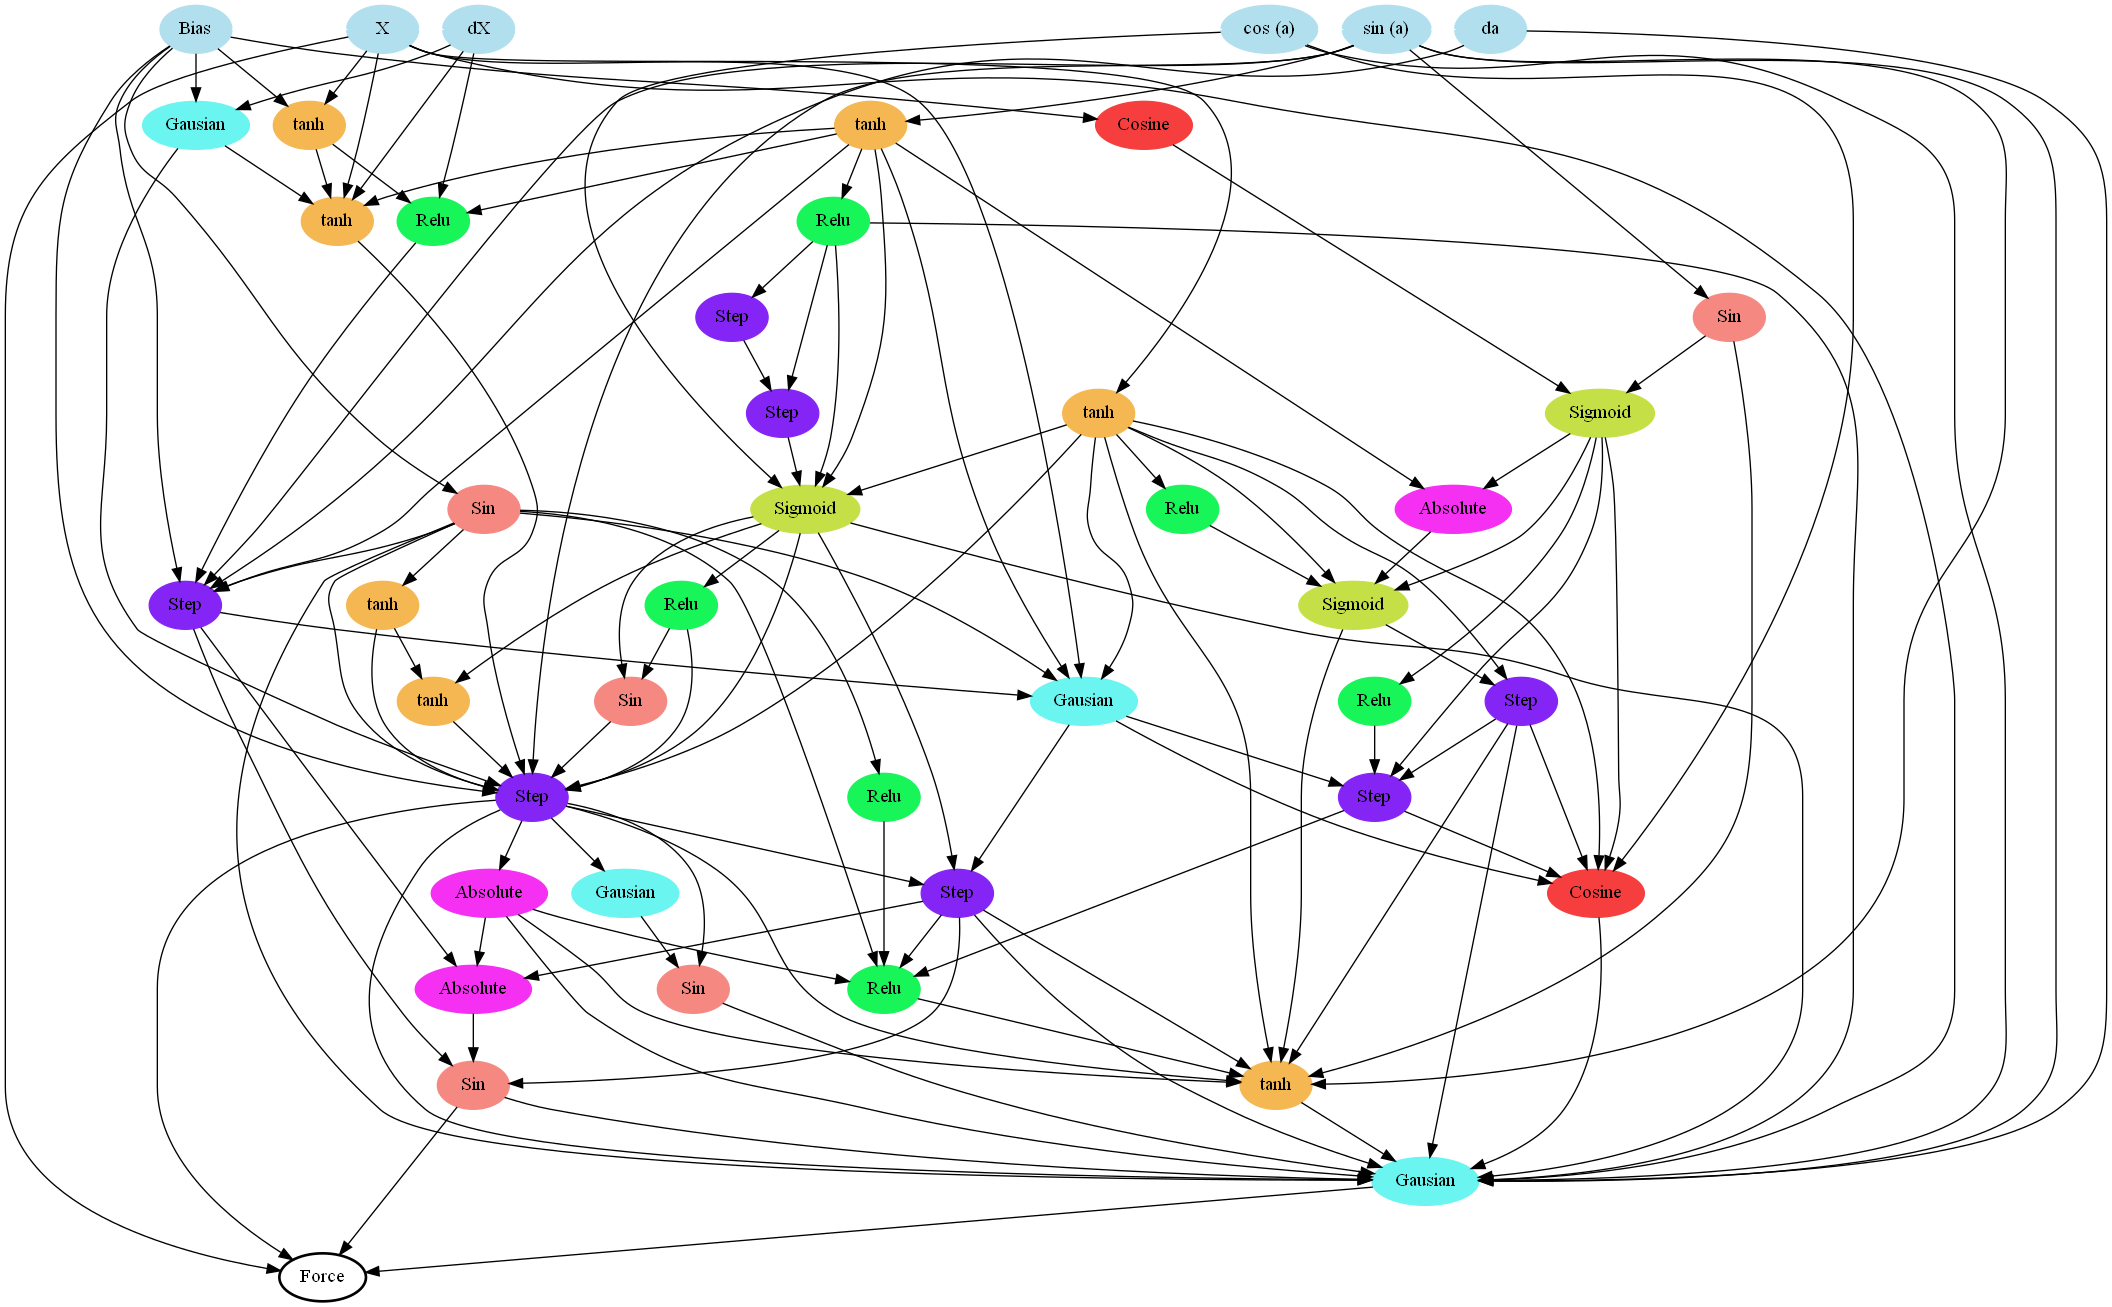 Bias X dX cos (a) sin (a) da
Gausian tanh tanh Cosine
tanh Relu Relu
Step Sin
Step tanh Sigmoid
Sin Sigmoid Relu Absolute
Step tanh Relu Sigmoid
tanh Sin Gausian Relu Step
Step Relu Step
Absolute Gausian Step Cosine
Absolute Sin Relu
Sin tanh
Gausian
Force